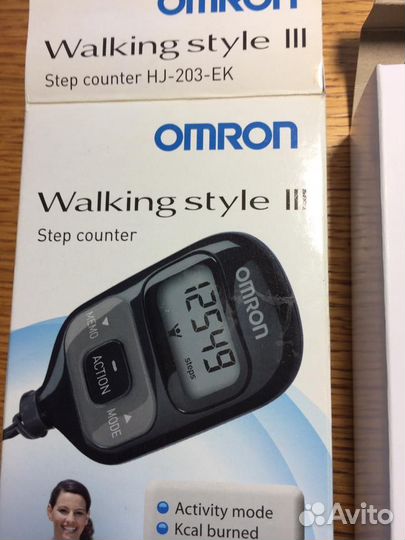 OMRON
Walking style III
Step counter HJ-203-EK
OMRON
Walking style III
Step counter
OMRON
12549
steps
MEMO
ACTION
MODE
Activity mode
Kcal burned
Avito